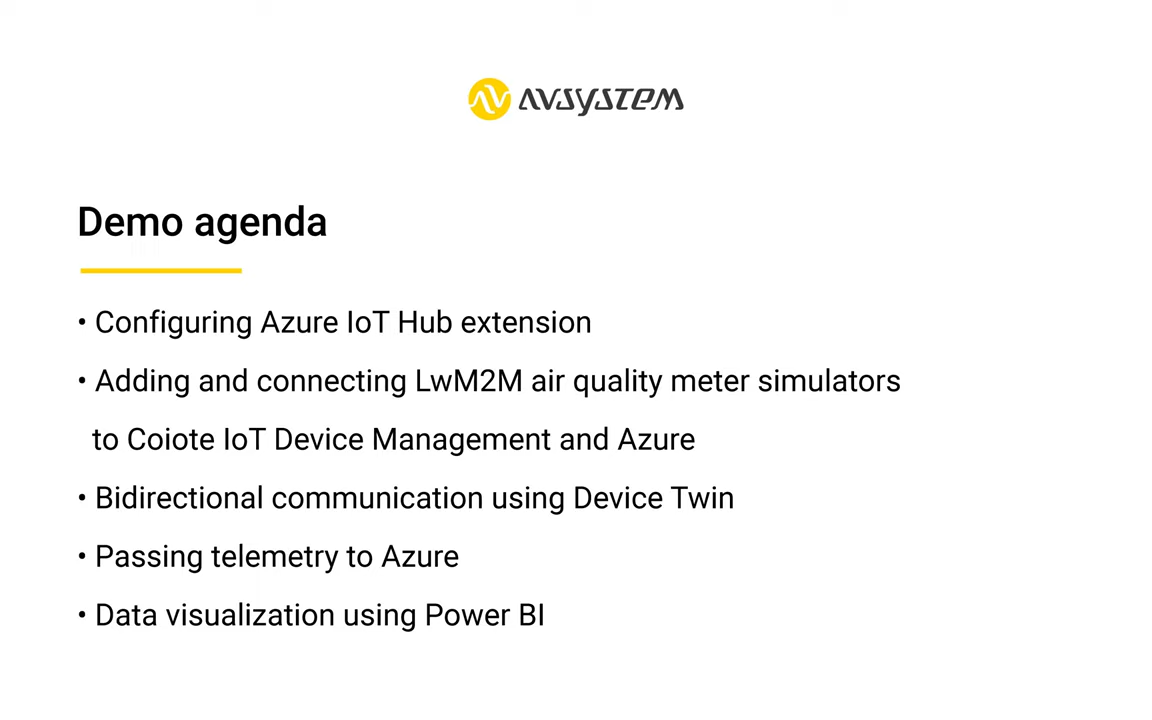 AVSYSTEM
Demo agenda
• Configuring Azure IoT Hub extension
• Adding and connecting LwM2M air quality meter simulators
to Coiote IoT Device Management and Azure
• Bidirectional communication using Device Twin
• Passing telemetry to Azure
• Data visualization using Power BI